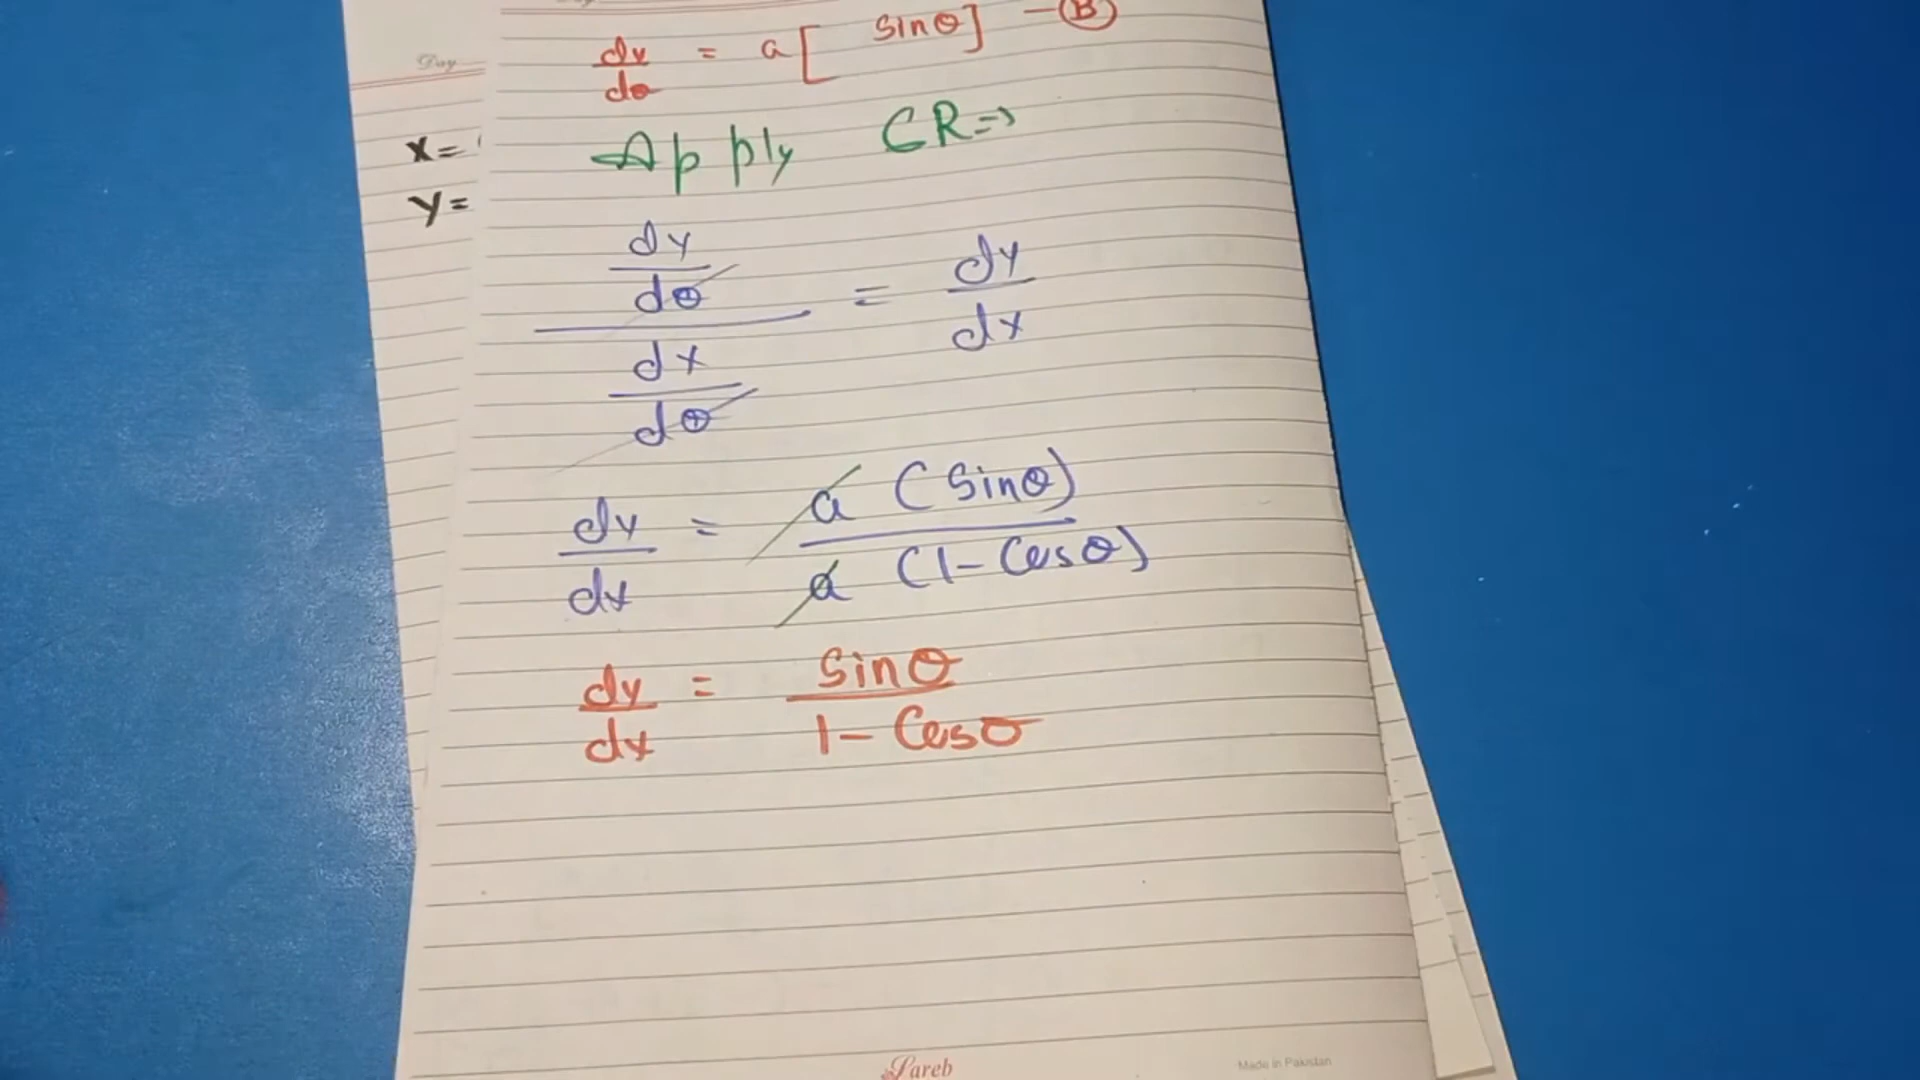 Day
dy/dθ = a[ Sinθ] - B
X=
Y=
Apply CR⇒
(dy/dθ)/(dx/dθ) = dy/dx
dy/dx = a (Sinθ) / a (1-Cosθ)
dy/dx = Sinθ / 1-Cosθ
Sareb
Made in Pakistan